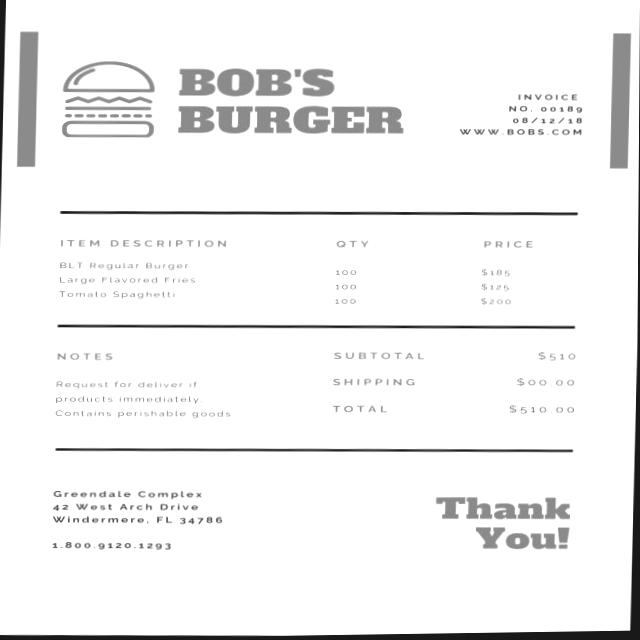 BOB'S
BURGER
INVOICE
NO. 00189
08/12/18
WWW.BOBS.COM
ITEM DESCRIPTION QTY PRICE
BLT Regular Burger 100 $185
Large Flavored Fries 100 $125
Tomato Spaghetti 100 $200
NOTES
Request for deliver if
products immediately.
Contains perishable goods
SUBTOTAL $510
SHIPPING $00.00
TOTAL $510.00
Greendale Complex
42 West Arch Drive
Windermere, FL 34786
1.800.9120.1293
Thank
You!